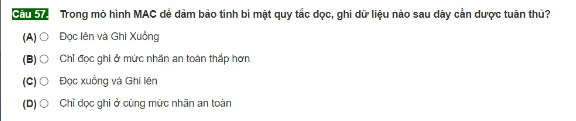 Câu 57. Trong mô hình MAC để đảm bảo tính bí mật quy tắc đọc, ghi dữ liệu nào sau đây cần được tuân thủ?
(A) Đọc lên và Ghi Xuống
(B) Chỉ đọc ghi ở mức nhãn an toàn thấp hơn
(C) Đọc xuống và Ghi lên
(D) Chỉ đọc ghi ở cùng mức nhãn an toàn